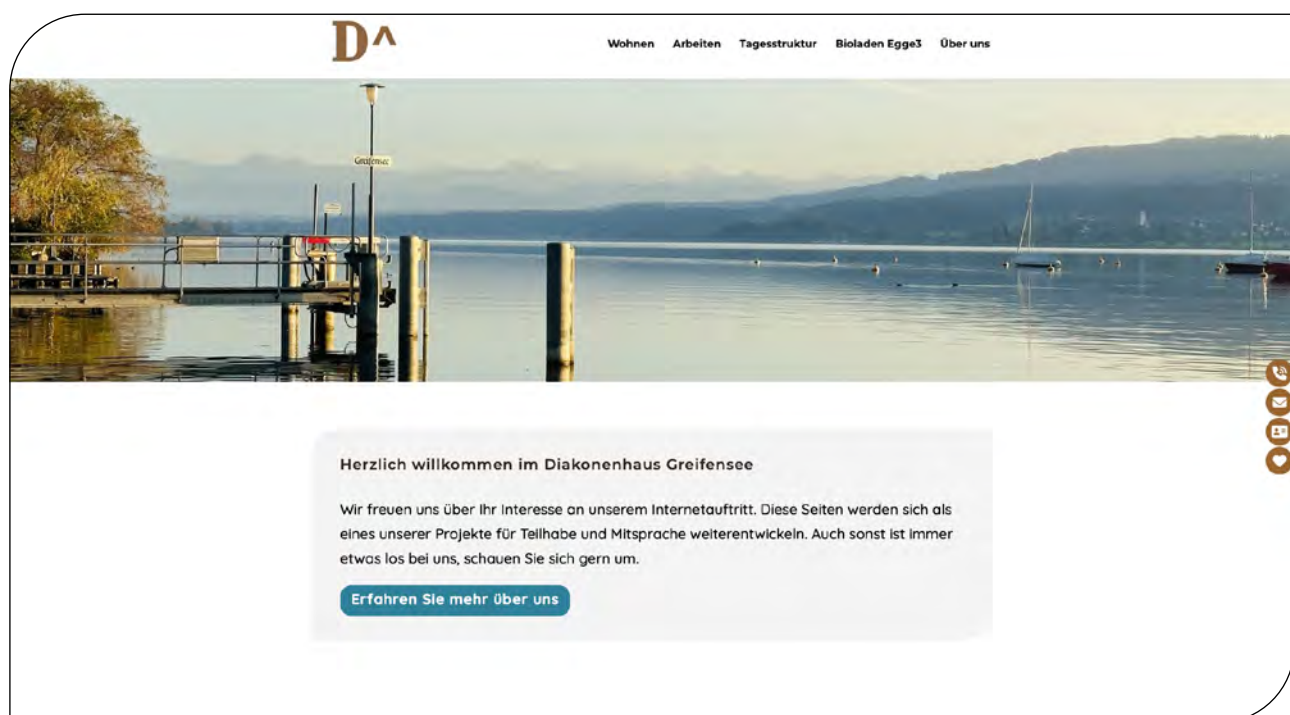 D^
Wohnen Arbeiten Tagesstruktur Bioladen Egge3 Über uns
Greifensee
Herzlich willkommen im Diakonenhaus Greifensee
Wir freuen uns über Ihr Interesse an unserem Internetauftritt. Diese Seiten werden sich als
eines unserer Projekte für Teilhabe und Mitsprache weiterentwickeln. Auch sonst ist immer
etwas los bei uns, schauen Sie sich gern um.
Erfahren Sie mehr über uns